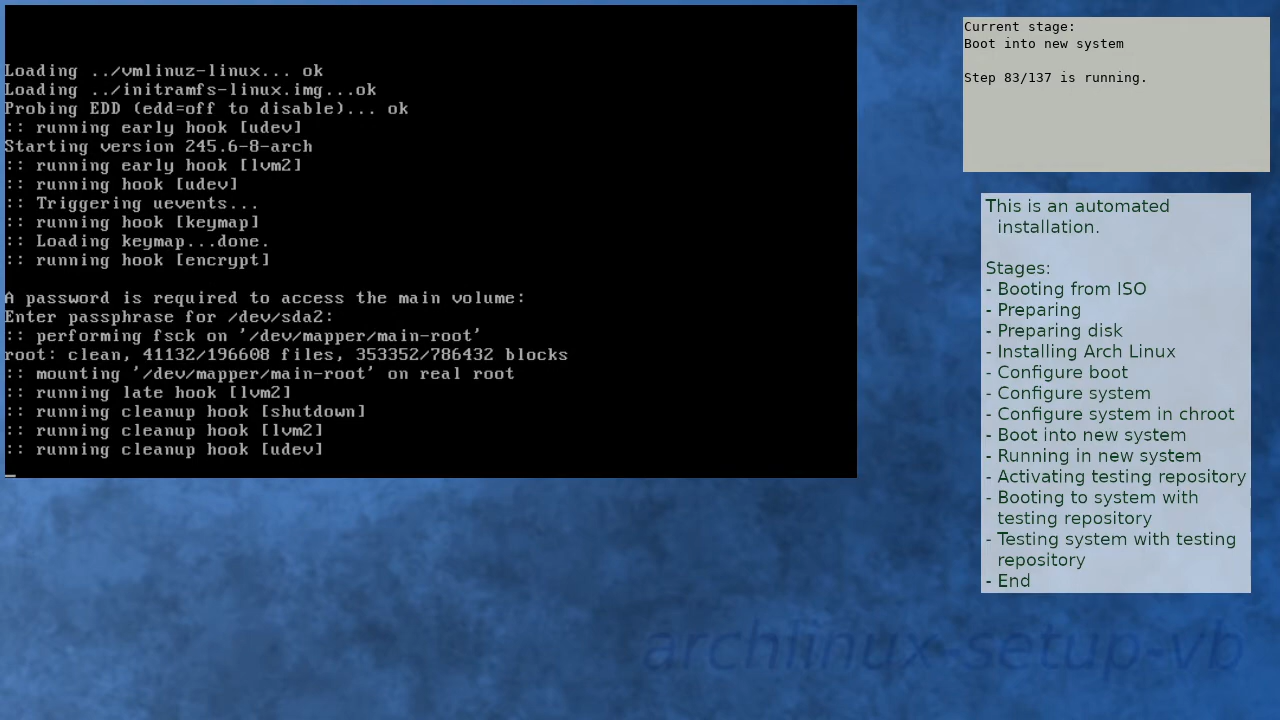 Loading ../vmlinuz-linux... ok
Loading ../initramfs-linux.img...ok
Probing EDD (edd=off to disable)... ok
:: running early hook [udev]
Starting version 245.6-8-arch
:: running early hook [lvm2]
:: running hook [udev]
:: Triggering uevents...
:: running hook [keymap]
:: Loading keymap...done.
:: running hook [encrypt]
A password is required to access the main volume:
Enter passphrase for /dev/sda2:
:: performing fsck on '/dev/mapper/main-root'
root: clean, 41132/196608 files, 353352/786432 blocks
:: mounting '/dev/mapper/main-root' on real root
:: running late hook [lvm2]
:: running cleanup hook [shutdown]
:: running cleanup hook [lvm2]
:: running cleanup hook [udev]
_
Current stage:
Boot into new system
Step 83/137 is running.
This is an automated
installation.
Stages:
- Booting from ISO
- Preparing
- Preparing disk
- Installing Arch Linux
- Configure boot
- Configure system
- Configure system in chroot
- Boot into new system
- Running in new system
- Activating testing repository
- Booting to system with
testing repository
- Testing system with testing
repository
- End
archlinux-setup-vb